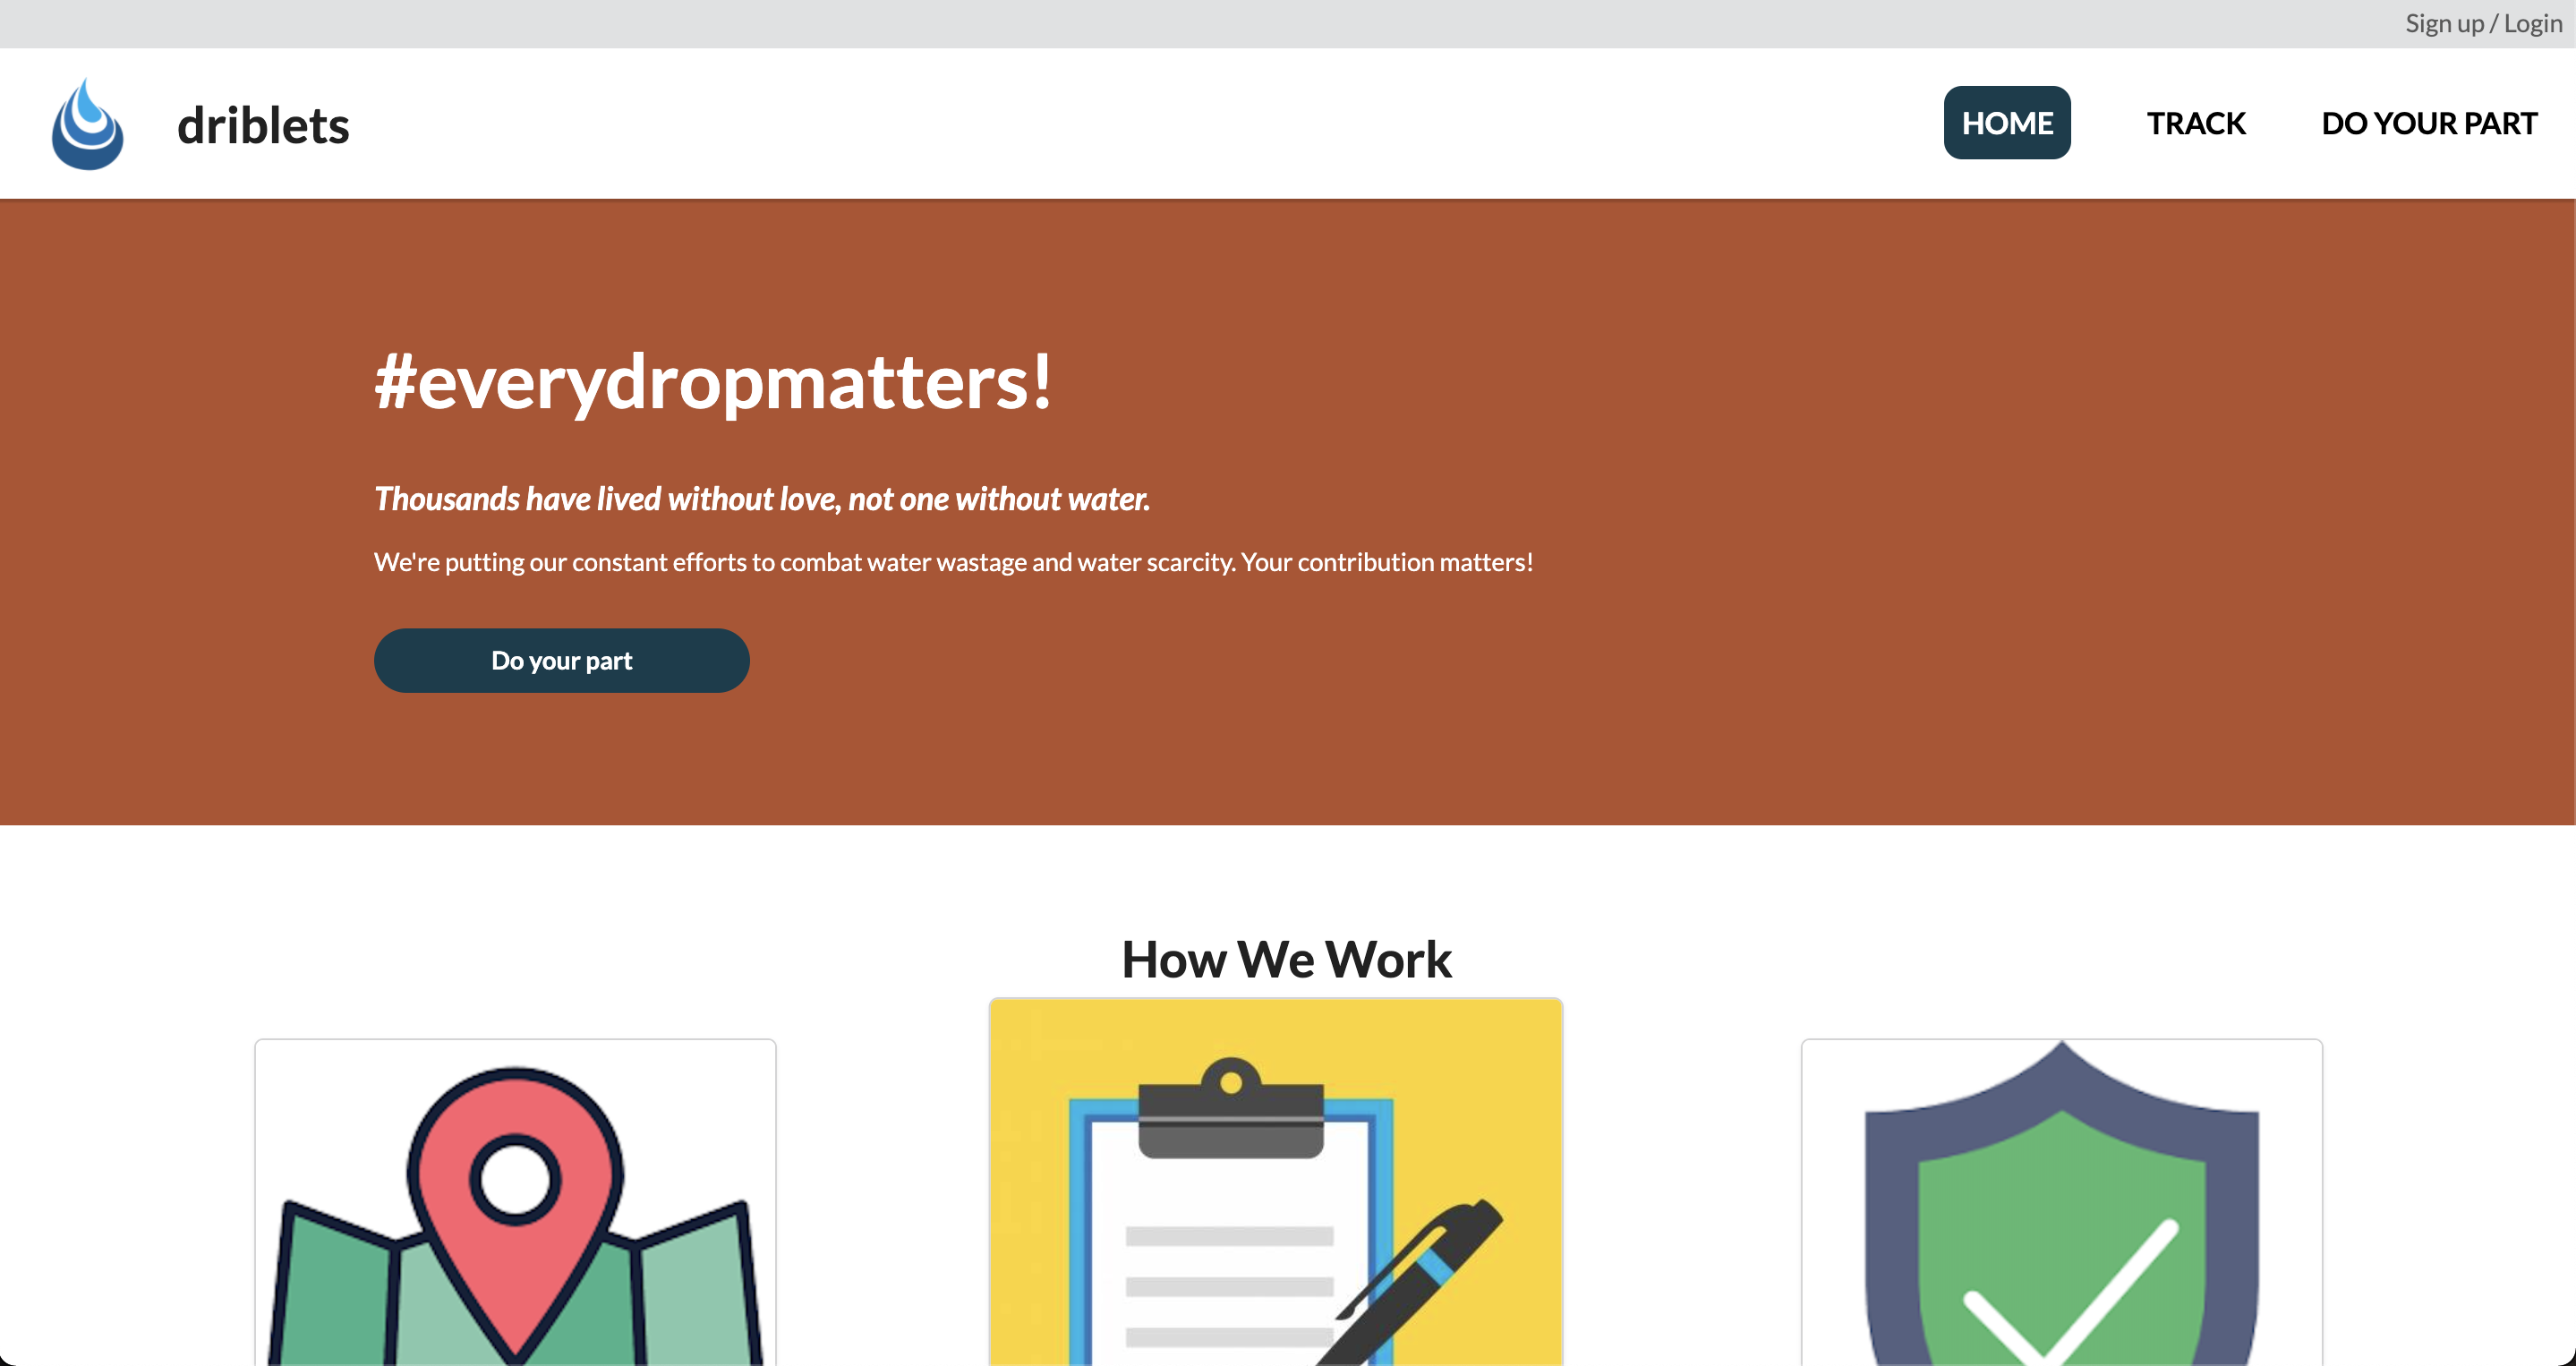 Sign up / Login
driblets
HOME
TRACK
DO YOUR PART
#everydropmatters!
Thousands have lived without love, not one without water.
We're putting our constant efforts to combat water wastage and water scarcity. Your contribution matters!
Do your part
How We Work